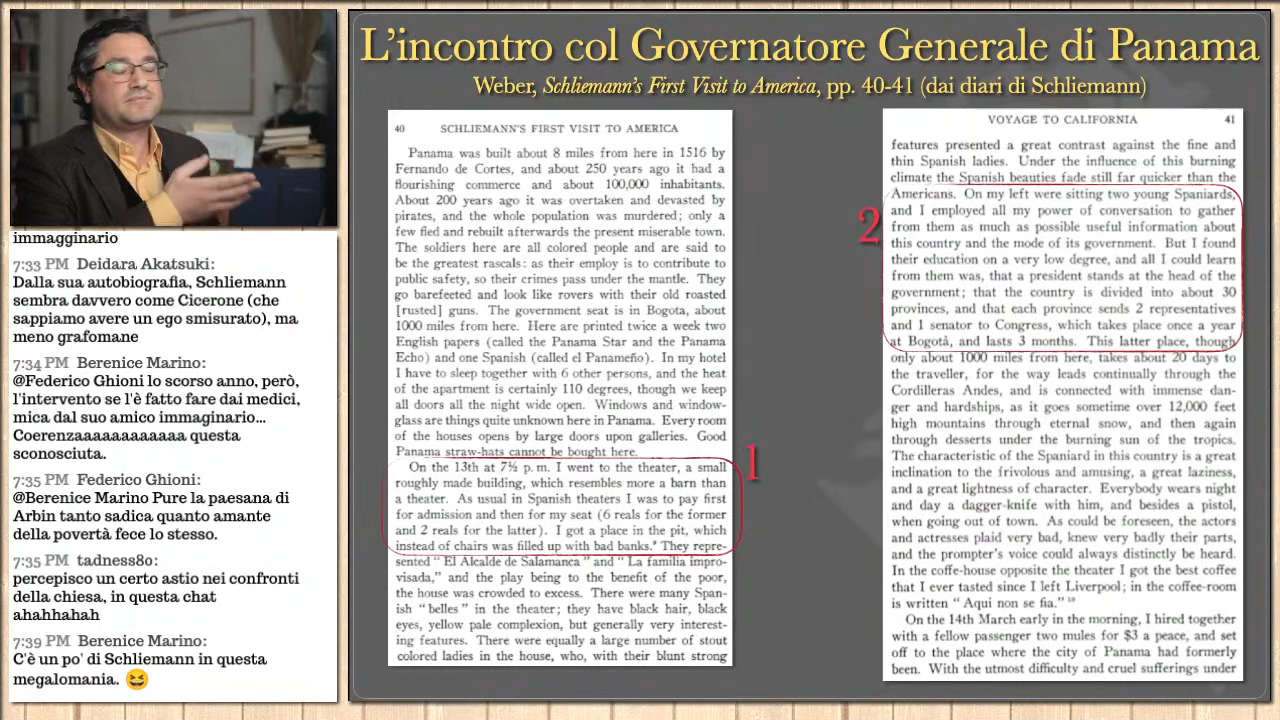 L'incontro col Governatore Generale di Panama
Weber, Schliemann's First Visit to America, pp. 40-41 (dai diari di Schliemann)
immagginario
7:33 PM Deidara Akatsuki:
Dalla sua autobiografia, Schliemann
sembra davvero come Cicerone (che
sappiamo avere un ego smisurato), ma
meno grafomane
7:34 PM Berenice Marino:
@Federico Ghioni lo scorso anno, però,
l'intervento se l'è fatto fare dai medici,
mica dal suo amico immaginario...
Coerenzaaaaaaaaaaaa questa
sconosciuta.
7:35 PM Federico Ghioni:
@Berenice Marino Pure la paesana di
Arbin tanto sadica quanto amante
della povertà fece lo stesso.
7:35 PM tadness80:
percepisco un certo astio nei confronti
della chiesa, in questa chat
ahahhahah
7:39 PM Berenice Marino:
C'è un po' di Schliemann in questa
megalomania. 😆
40 SCHLIEMANN'S FIRST VISIT TO AMERICA
Panama was built about 8 miles from here in 1516 by
Fernando de Cortes, and about 250 years ago it had a
flourishing commerce and about 100,000 inhabitants.
About 200 years ago it was overtaken and devasted by
pirates, and the whole population was murdered; only a
few fled and rebuilt afterwards the present miserable town.
The soldiers here are all colored people and are said to
be the greatest rascals: as their employ is to contribute to
public safety, so their crimes pass under the mantle. They
go barefeeted and look like rovers with their old roasted
[rusted] guns. The government seat is in Bogota, about
1000 miles from here. Here are printed twice a week two
English papers (called the Panama Star and the Panama
Echo) and one Spanish (called el Panameño). In my hotel
I have to sleep together with 6 other persons, and the heat
of the apartment is certainly 110 degrees, though we keep
all doors all the night wide open. Windows and window-
glass are things quite unknown here in Panama. Every room
of the houses opens by large doors upon galleries. Good
Panama straw-hats cannot be bought here.
On the 13th at 7½ p. m. I went to the theater, a small
roughly made building, which resembles more a barn than
a theater. As usual in Spanish theaters I was to pay first
for admission and then for my seat (6 reals for the former
and 2 reals for the latter). I got a place in the pit, which
instead of chairs was filled up with bad banks.⁹ They repre-
sented " El Alcalde de Salamanca " and " La familia impro-
visada," and the play being to the benefit of the poor,
the house was crowded to excess. There were many Span-
ish " belles " in the theater; they have black hair, black
eyes, yellow pale complexion, but generally very interest-
ing features. There were equally a large number of stout
colored ladies in the house, who, with their blunt strong
1
VOYAGE TO CALIFORNIA 41
features presented a great contrast against the fine and
thin Spanish ladies. Under the influence of this burning
climate the Spanish beauties fade still far quicker than the
Americans. On my left were sitting two young Spaniards,
and I employed all my power of conversation to gather
from them as much as possible useful information about
this country and the mode of its government. But I found
their education on a very low degree, and all I could learn
from them was, that a president stands at the head of the
government; that the country is divided into about 30
provinces, and that each province sends 2 representatives
and 1 senator to Congress, which takes place once a year
at Bogotà, and lasts 3 months. This latter place, though
only about 1000 miles from here, takes about 20 days to
the traveller, for the way leads continually through the
Cordilleras Andes, and is connected with immense dan-
ger and hardships, as it goes sometime over 12,000 feet
high mountains through eternal snow, and then again
through desserts under the burning sun of the tropics.
The characteristic of the Spaniard in this country is a great
inclination to the frivolous and amusing, a great laziness,
and a great lightness of character. Everybody wears night
and day a dagger-knife with him, and besides a pistol,
when going out of town. As could be foreseen, the actors
and actresses plaid very bad, knew very badly their parts,
and the prompter's voice could always distinctly be heard.
In the coffe-house opposite the theater I got the best coffee
that I ever tasted since I left Liverpool; in the coffee-room
is written " Aqui non se fia." ¹⁰
On the 14th March early in the morning, I hired together
with a fellow passenger two mules for $3 a peace, and set
off to the place where the city of Panama had formerly
been. With the utmost difficulty and cruel sufferings under
2